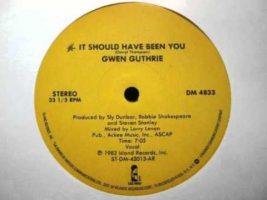 IT SHOULD HAVE BEEN YOU
(Darryl Thompson)
GWEN GUTHRIE
STEREO
33 1/3 RPM
DM 4833
Produced by Sly Dunbar, Robbie Shakespeare
and Steven Stanley
Mixed by Larry Levan
Pub., Ackee Music, Inc., ASCAP
Time: 7:05
Vocal
℗ 1982 Island Records, Inc.
ST-DM-42013-AR